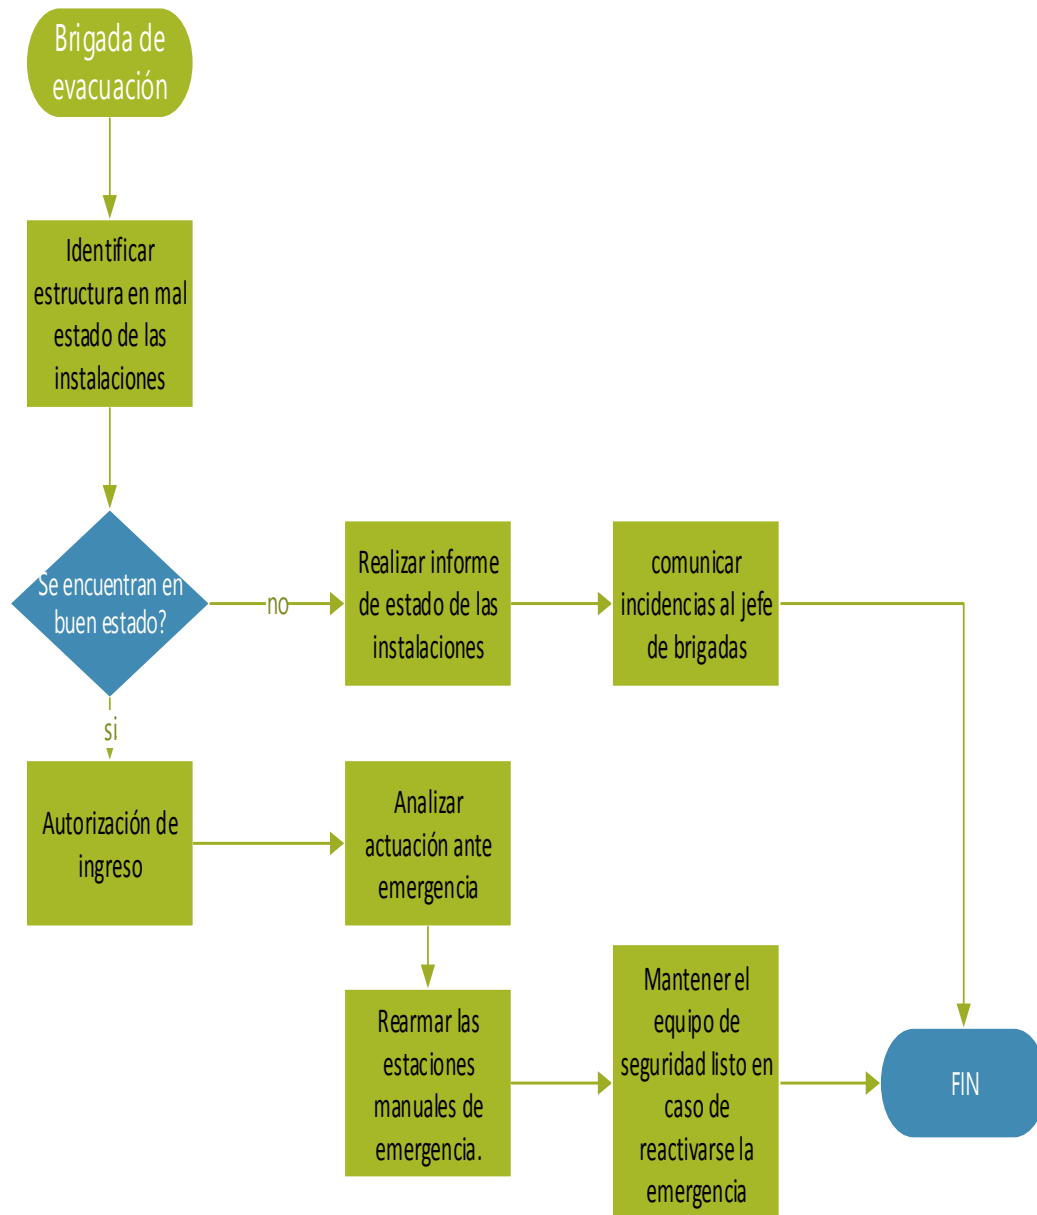 Brigada de
evacuación
Identificar
estructura en mal
estado de las
instalaciones
Se encuentran en
buen estado?
no
Realizar informe
de estado de las
instalaciones
comunicar
incidencias al jefe
de brigadas
si
Autorización de
ingreso
Analizar
actuación ante
emergencia
Rearmar las
estaciones
manuales de
emergencia.
Mantener el
equipo de
seguridad listo en
caso de
reactivarse la
emergencia
FIN